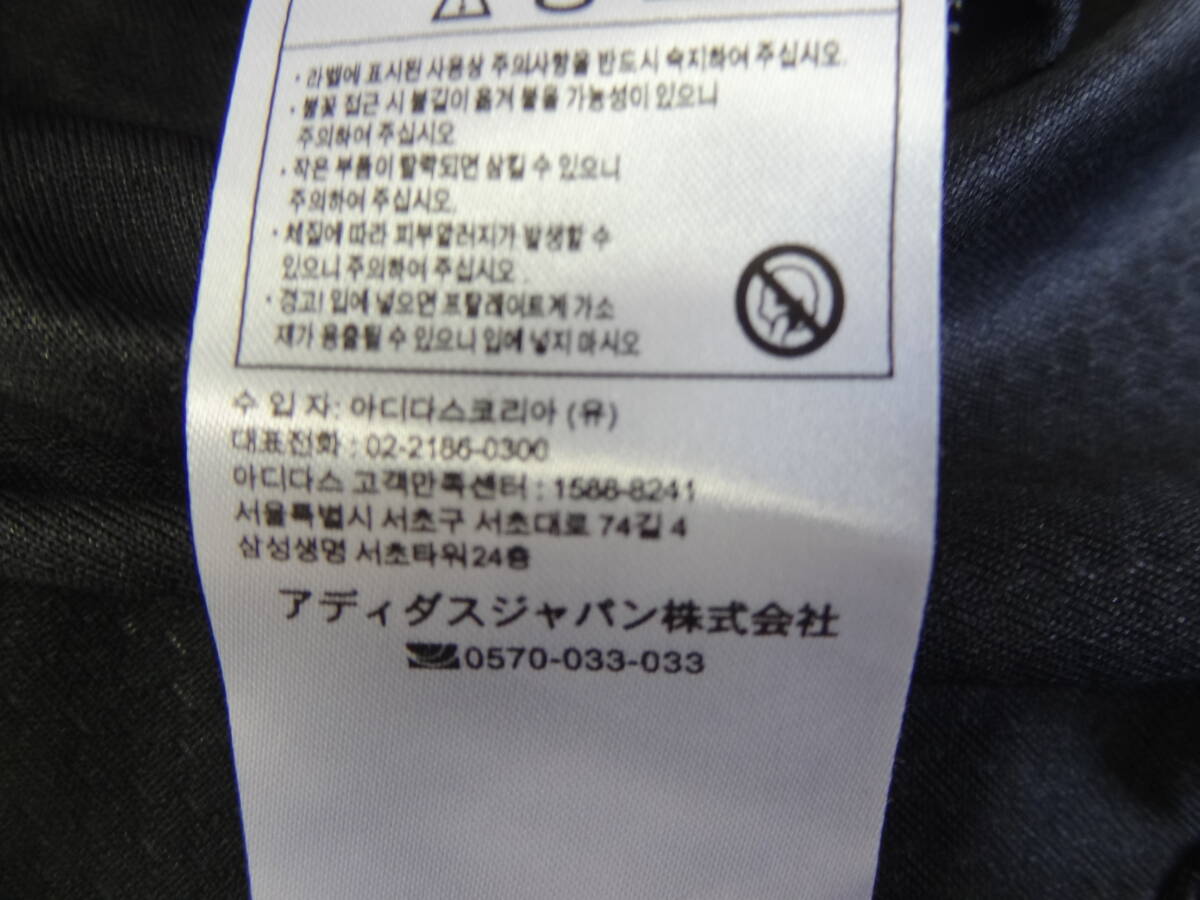 · 라벨에 표시된 사용상 주의사항을 반드시 숙지하여 주십시오.
· 불꽃 접근 시 불길이 옮겨 붙을 가능성이 있으니
주의하여 주십시오
· 작은 부품이 탈락되면 삼킬 수 있으니
주의하여 주십시오.
· 체질에 따라 피부알러지가 발생할 수
있으니 주의하여 주십시오 .
· 경고! 입에 넣으면 프탈레이트계 가소
제가 용출될 수 있으니 입에 넣지 마시오
수 입 자: 아디다스코리아 (유)
대표전화 : 02-2186-0300
아디다스 고객만족센터 : 1588-8241
서울특별시 서초구 서초대로 74길 4
삼성생명 서초타워 24층
アディダスジャパン株式会社
0570-033-033